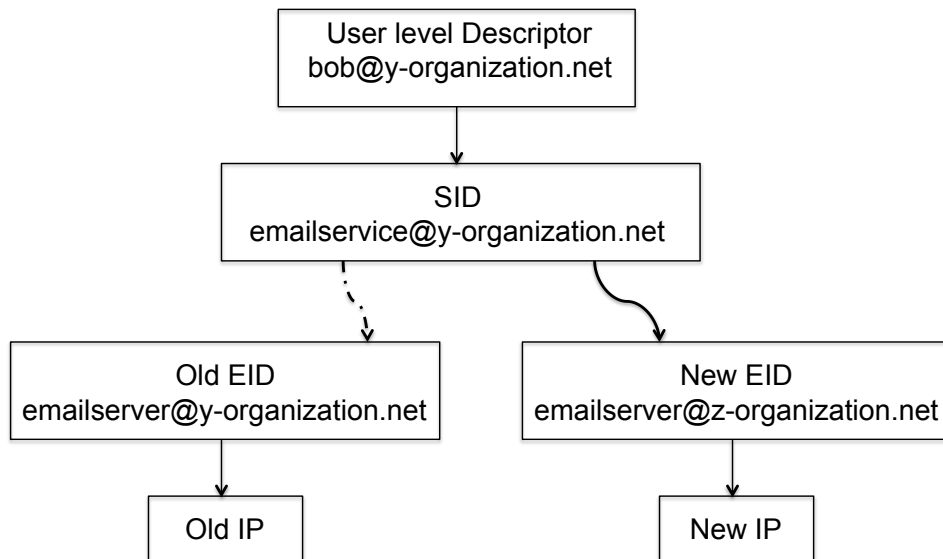 User level Descriptor
bob@y-organization.net
SID
emailservice@y-organization.net
Old EID
emailserver@y-organization.net
New EID
emailserver@z-organization.net
Old IP
New IP